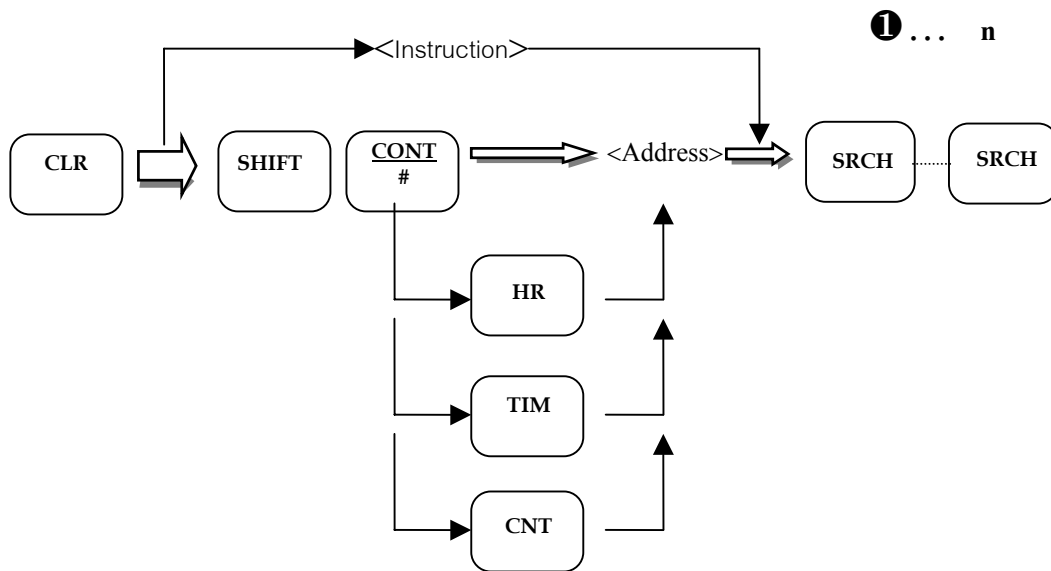 ❶... n
<Instruction>
CLR
SHIFT
CONT
#
<Address>
SRCH
SRCH
HR
TIM
CNT